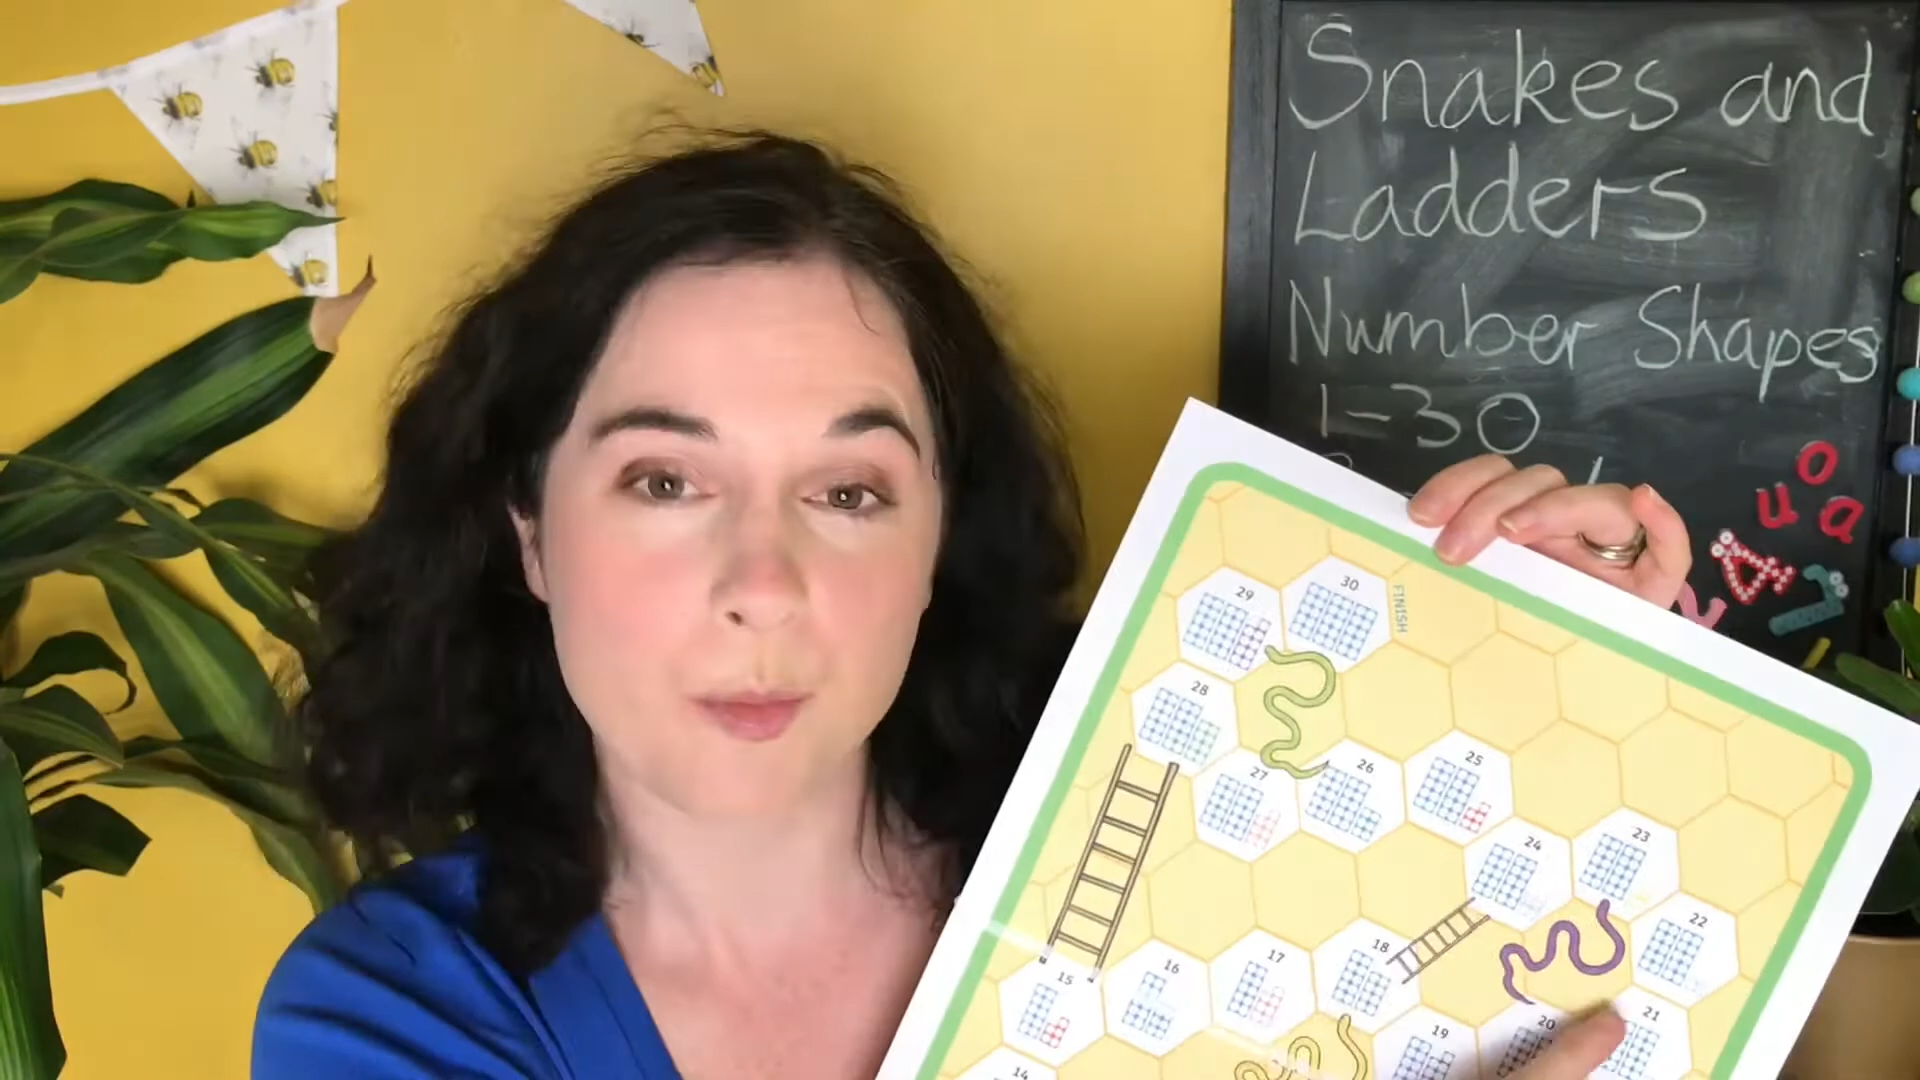 Snakes and
Ladders
Number Shapes
1-30
o
u a
29 30 FINISH
28
27 26 25
24 23
22
15 16 17 18
19 20 21
14